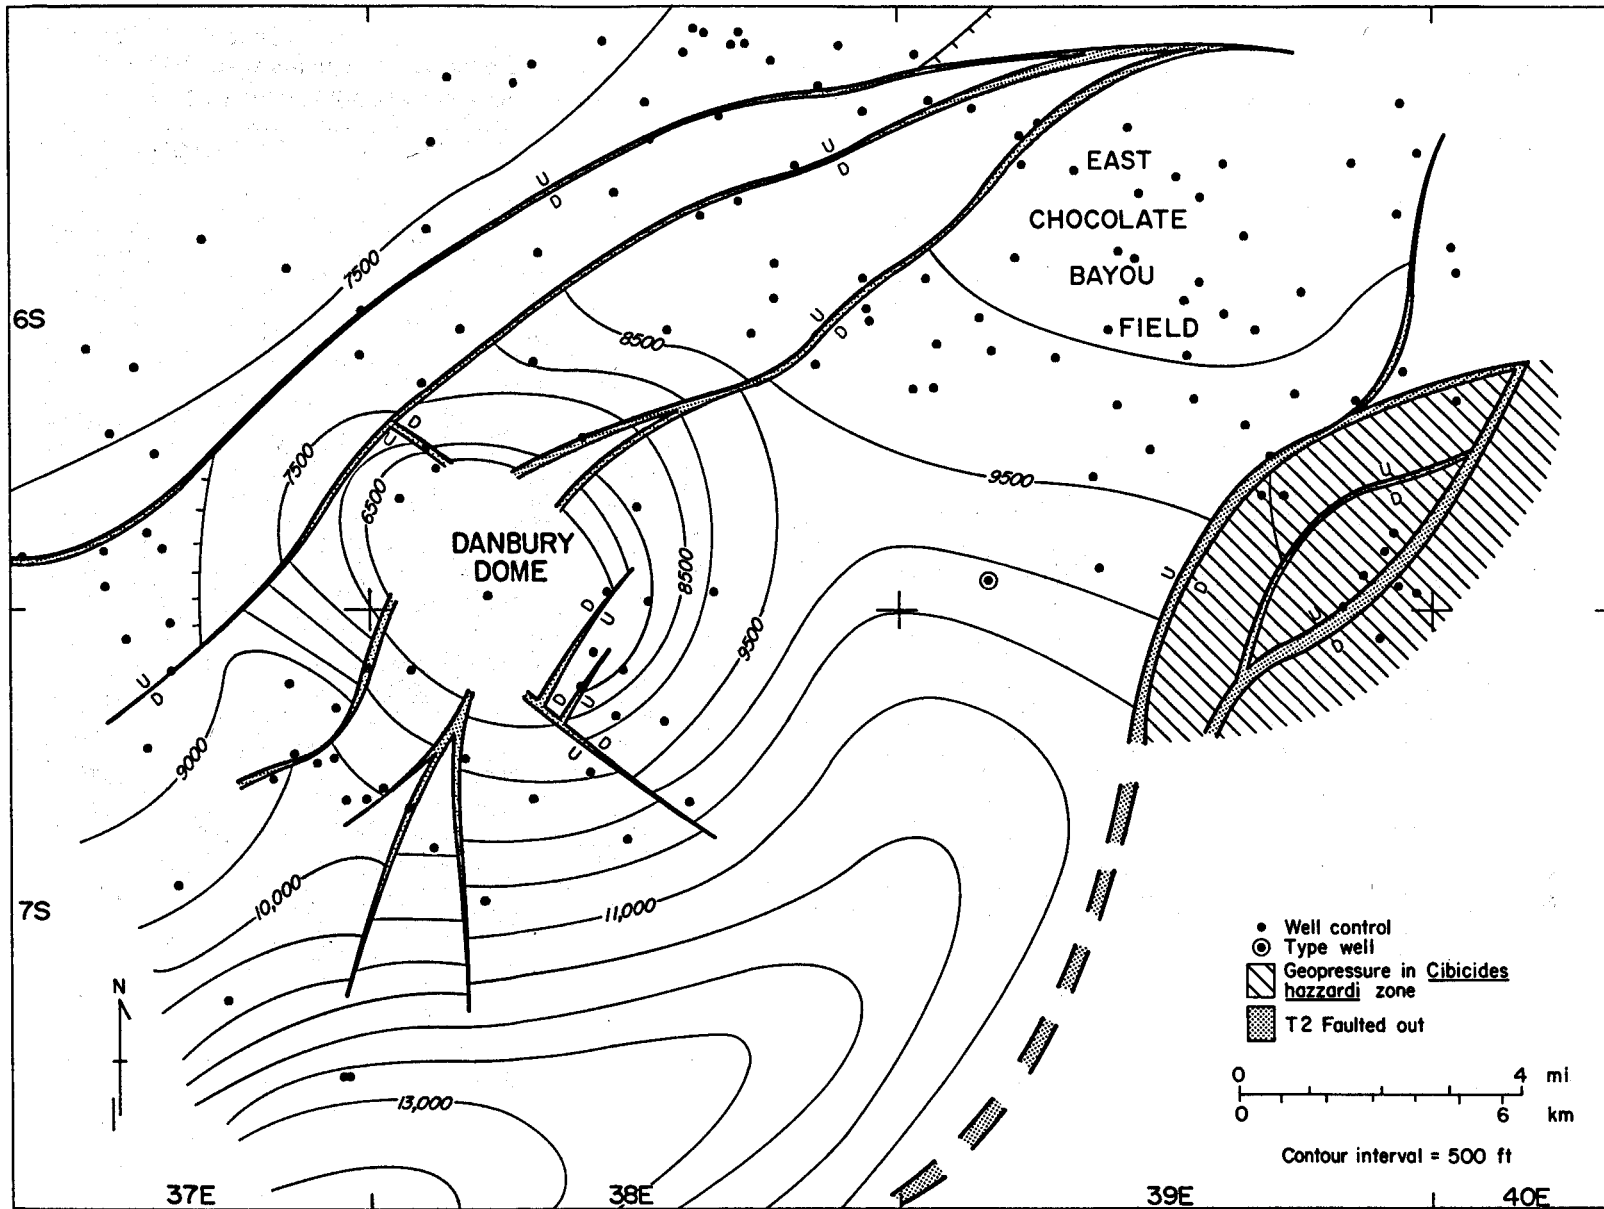 U
D
U
D
EAST
CHOCOLATE
BAYOU
FIELD
7500
6S
U
D
8500
D
U
7500
6500
9500
DANBURY
DOME
8500
U
D
U
D
D
U
U
D
9500
U
D
D
U
D
U
9000
10,000
11,000
7S
Well control
Type well
Geopressure in Cibicides
hazzardi zone
T2 Faulted out
N
0 4 mi
0 6 km
13,000
Contour interval = 500 ft
37E 38E 39E 40E